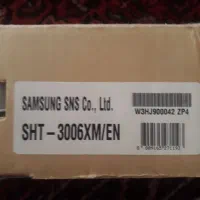 SAMSUNG SNS Co., Ltd.
SHT-3006XM/EN
W3HJ900042 ZP4